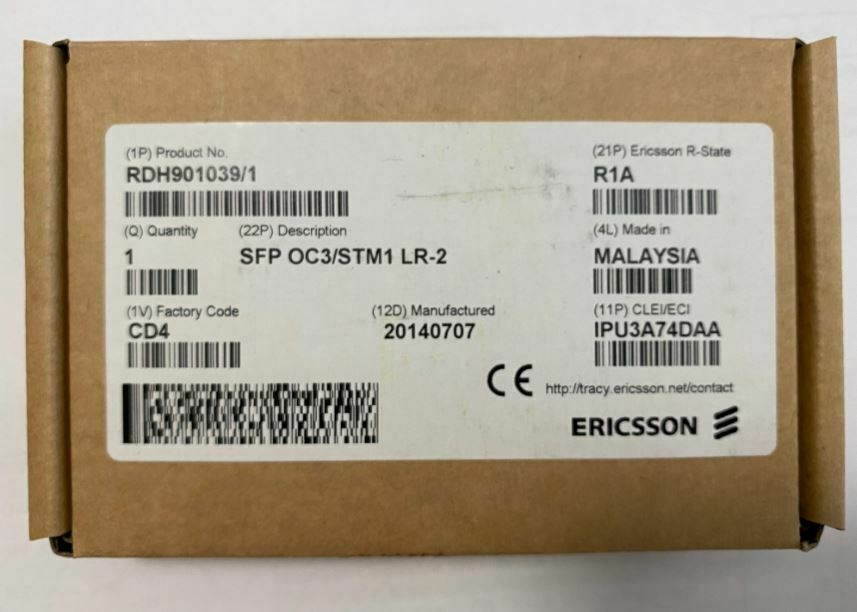 (1P) Product No.
RDH901039/1
(21P) Ericsson R-State
R1A
(Q) Quantity
1
(22P) Description
SFP OC3/STM1 LR-2
(4L) Made in
MALAYSIA
(1V) Factory Code
CD4
(12D) Manufactured
20140707
(11P) CLEI/ECI
IPU3A74DAA
CE
http://tracy.ericsson.net/contact
ERICSSON